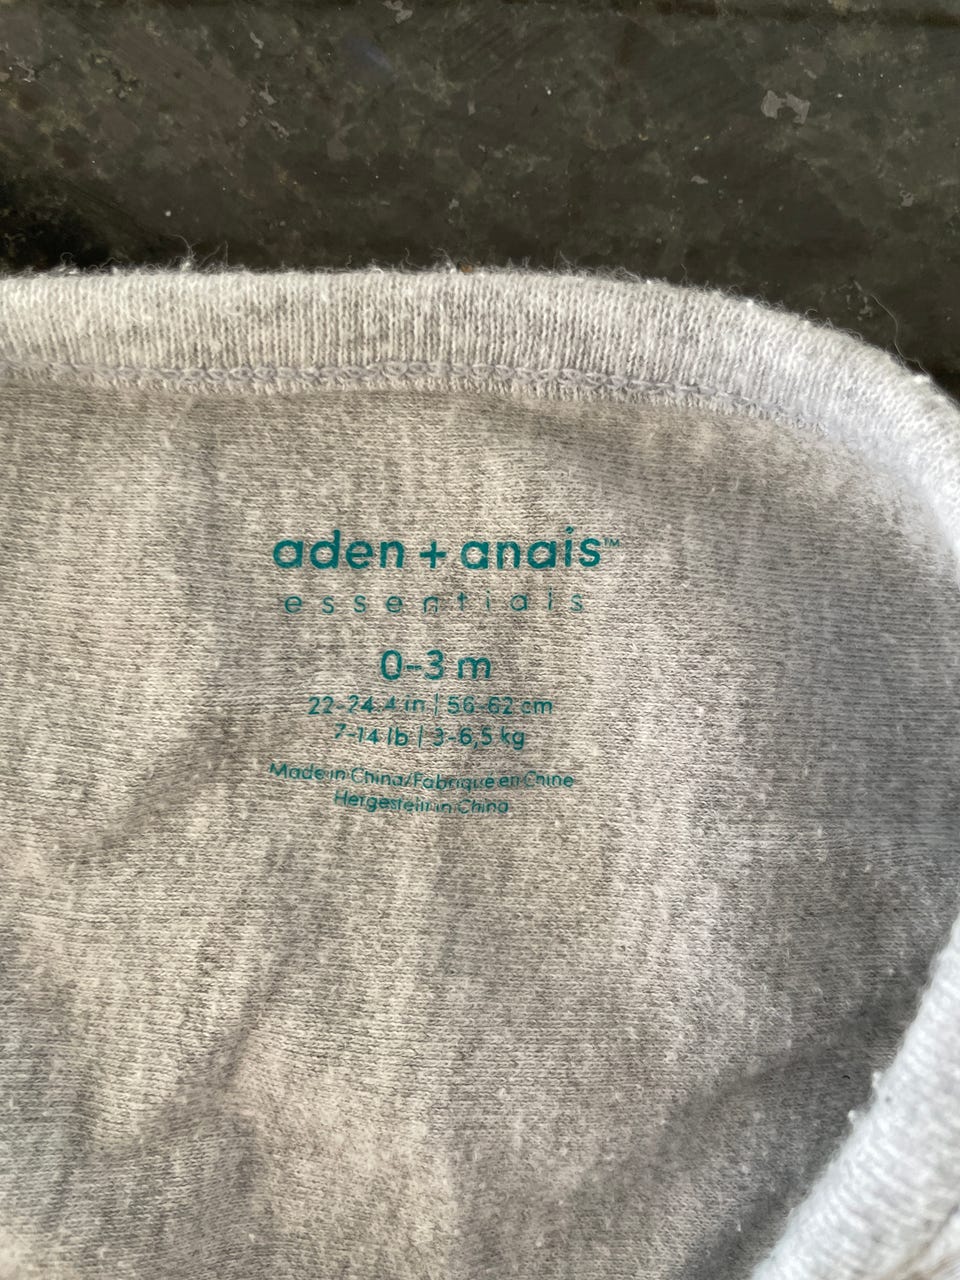 aden + anais™
essentials
0-3 m
22-24.4 in | 56-62 cm
7-14 lb | 3-6,5 kg
Made in China/Fabriqué en Chine
Hergestellt in China